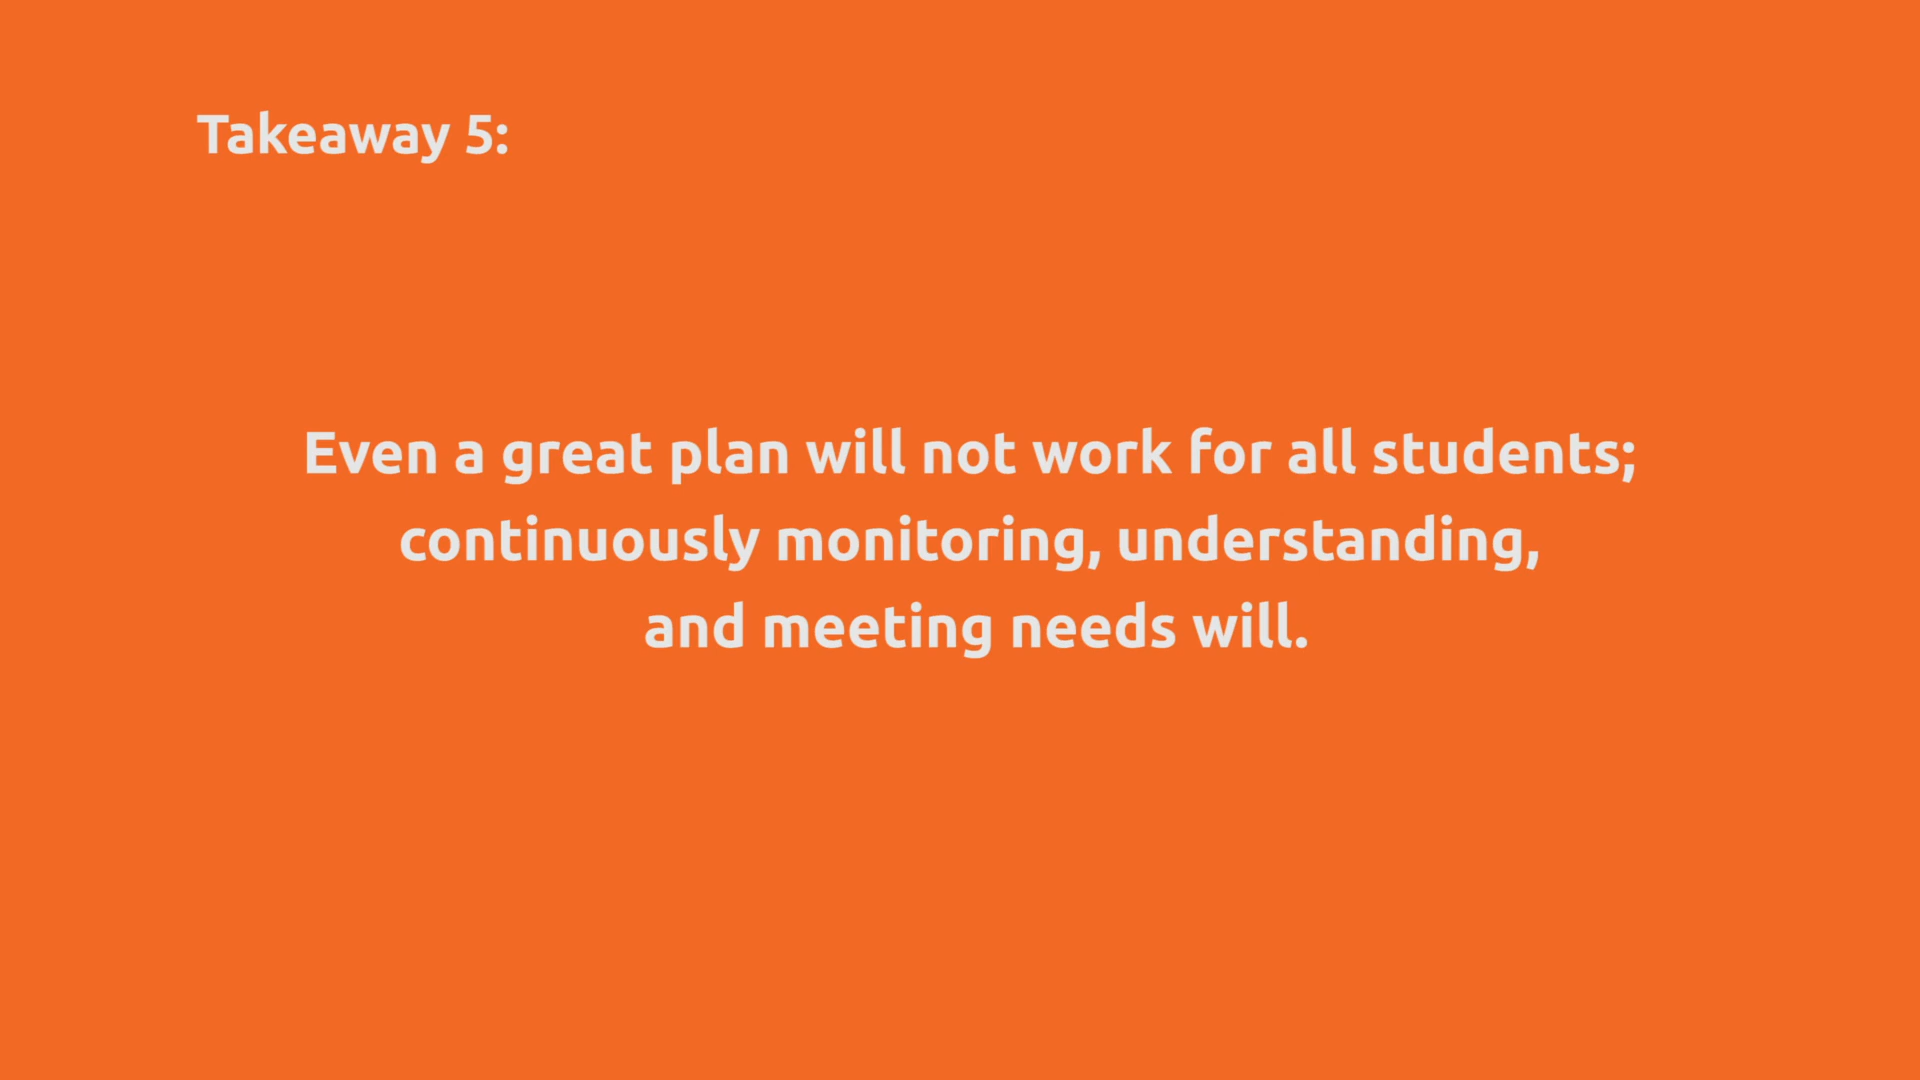 Takeaway 5:
Even a great plan will not work for all students;
continuously monitoring, understanding,
and meeting needs will.